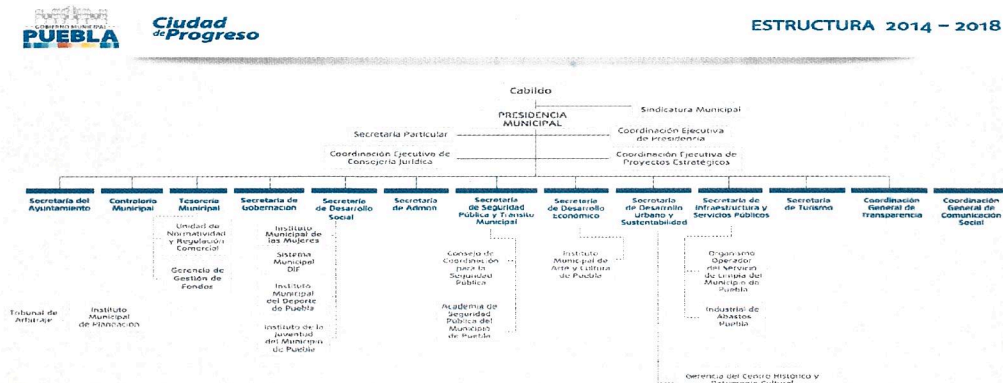 GOBIERNO MUNICIPAL
PUEBLA
Ciudad
de Progreso
ESTRUCTURA 2014 – 2018
Cabildo
Sindicatura Municipal
PRESIDENCIA
MUNICIPAL
Secretaría Particular
Coordinación Ejecutiva
de Presidencia
Coordinación Ejecutiva de
Consejería Jurídica
Coordinación Ejecutiva de
Proyectos Estratégicos
Secretaría del
Ayuntamiento
Contraloría
Municipal
Tesorería
Municipal
Secretaría de
Gobernación
Secretaría
de Desarrollo
Social
Secretaría
de Admon
Secretaría
de Seguridad
Pública y Tránsito
Municipal
Secretaría
de Desarrollo
Económico
Secretaría
de Desarrollo
Urbano y
Sustentabilidad
Secretaría de
Infraestructura y
Servicios Públicos
Secretaría
de Turismo
Coordinación
General de
Transparencia
Coordinación
General de
Comunicación
Social
Unidad de
Normatividad
y Regulación
Comercial
Gerencia de
Gestión de
Fondos
Instituto
Municipal de
las Mujeres
Sistema
Municipal
DIF
Instituto
Municipal
del Deporte
de Puebla
Instituto de la
Juventud
del Municipio
de Puebla
Consejo de
Coordinación
para la
Seguridad
Pública
Academia de
Seguridad
Pública del
Municipio
de Puebla
Instituto
Municipal de
Arte y Cultura
de Puebla
Organismo
Operador
del Servicio
de Limpia del
Municipio de
Puebla
Industrial de
Abastos
Puebla
Tribunal de
Arbitraje
Instituto
Municipal
de Planeación
Gerencia del Centro Histórico y
Patrimonio Cultural